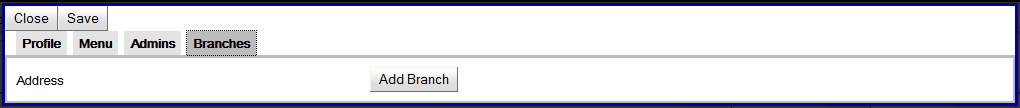 Close Save
Profile Menu Admins Branches
Address Add Branch